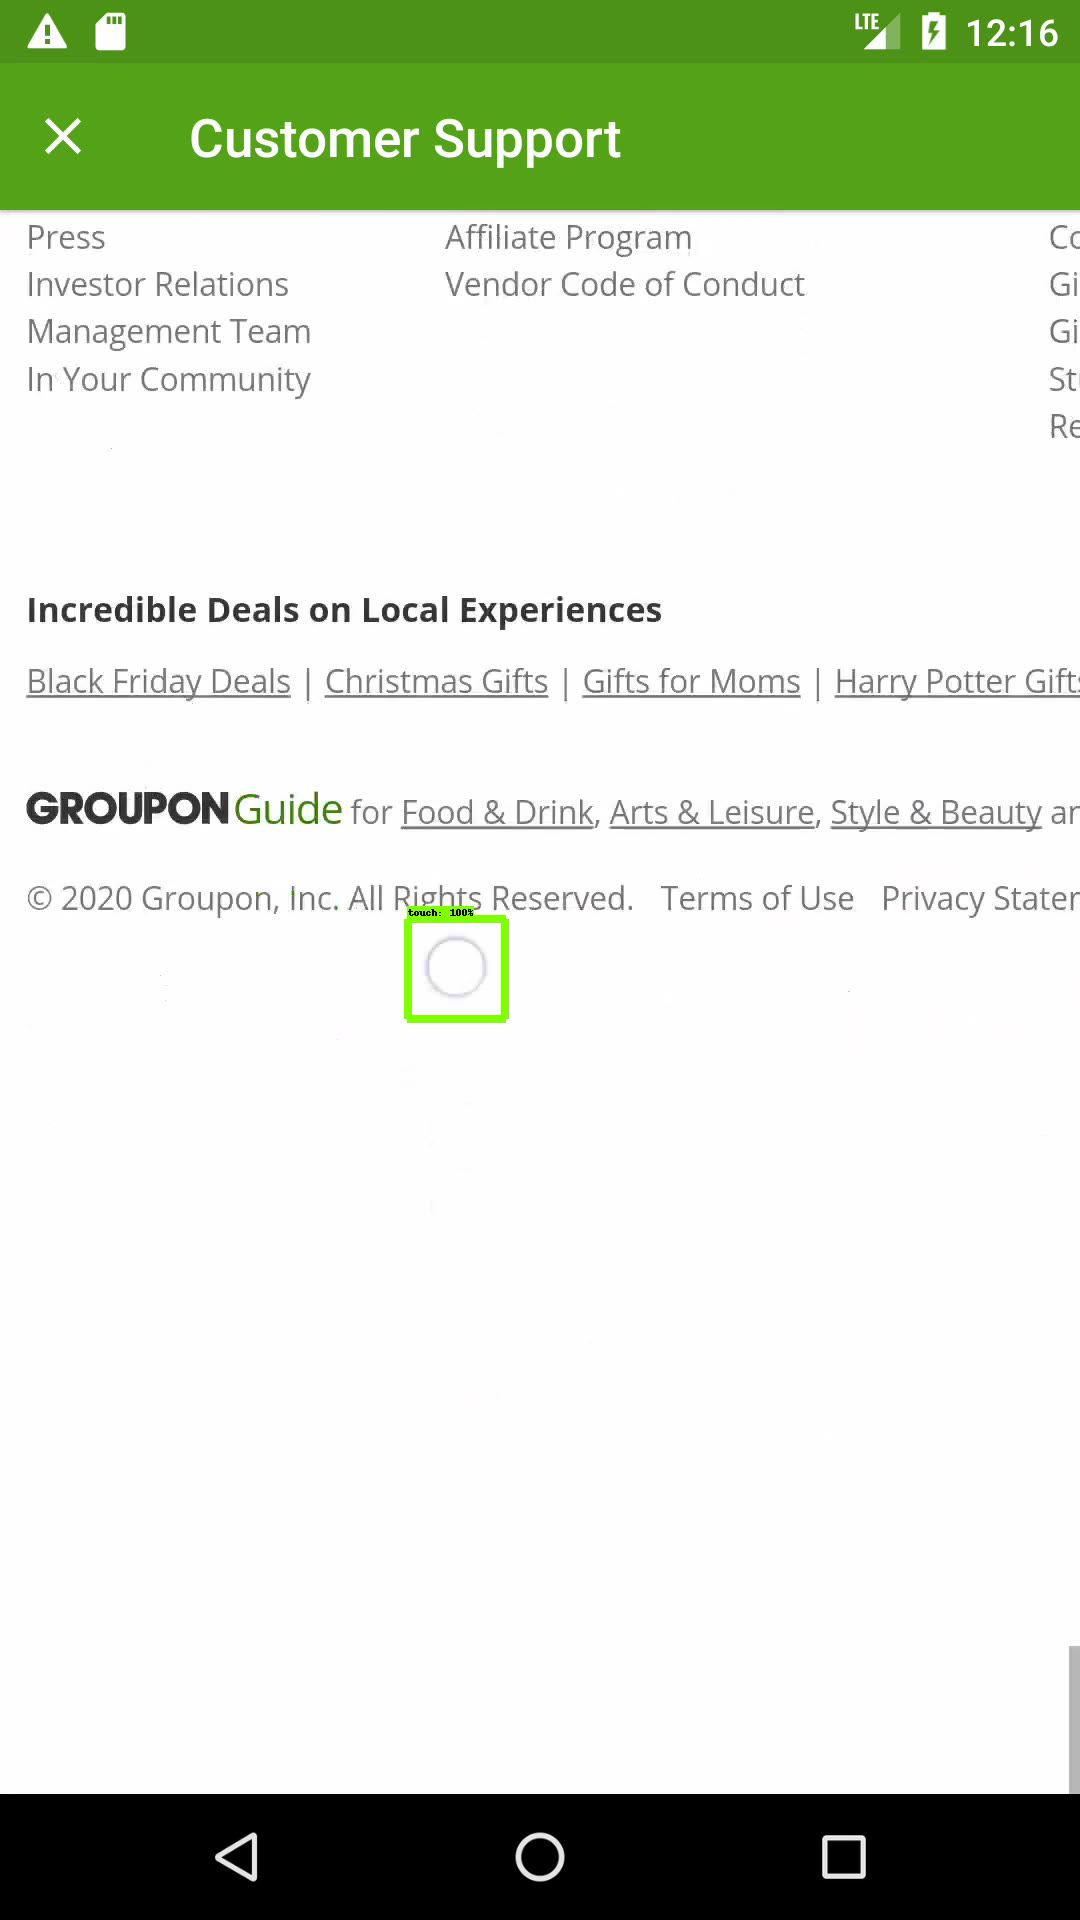 LTE 12:16
Customer Support
Press Affiliate Program Co
Investor Relations Vendor Code of Conduct Gi
Management Team Gi
In Your Community Stu
Re
Incredible Deals on Local Experiences
Black Friday Deals | Christmas Gifts | Gifts for Moms | Harry Potter Gifts
GROUPON Guide for Food & Drink, Arts & Leisure, Style & Beauty an
© 2020 Groupon, Inc. All Rights Reserved. Terms of Use Privacy Stater
touch: 100%